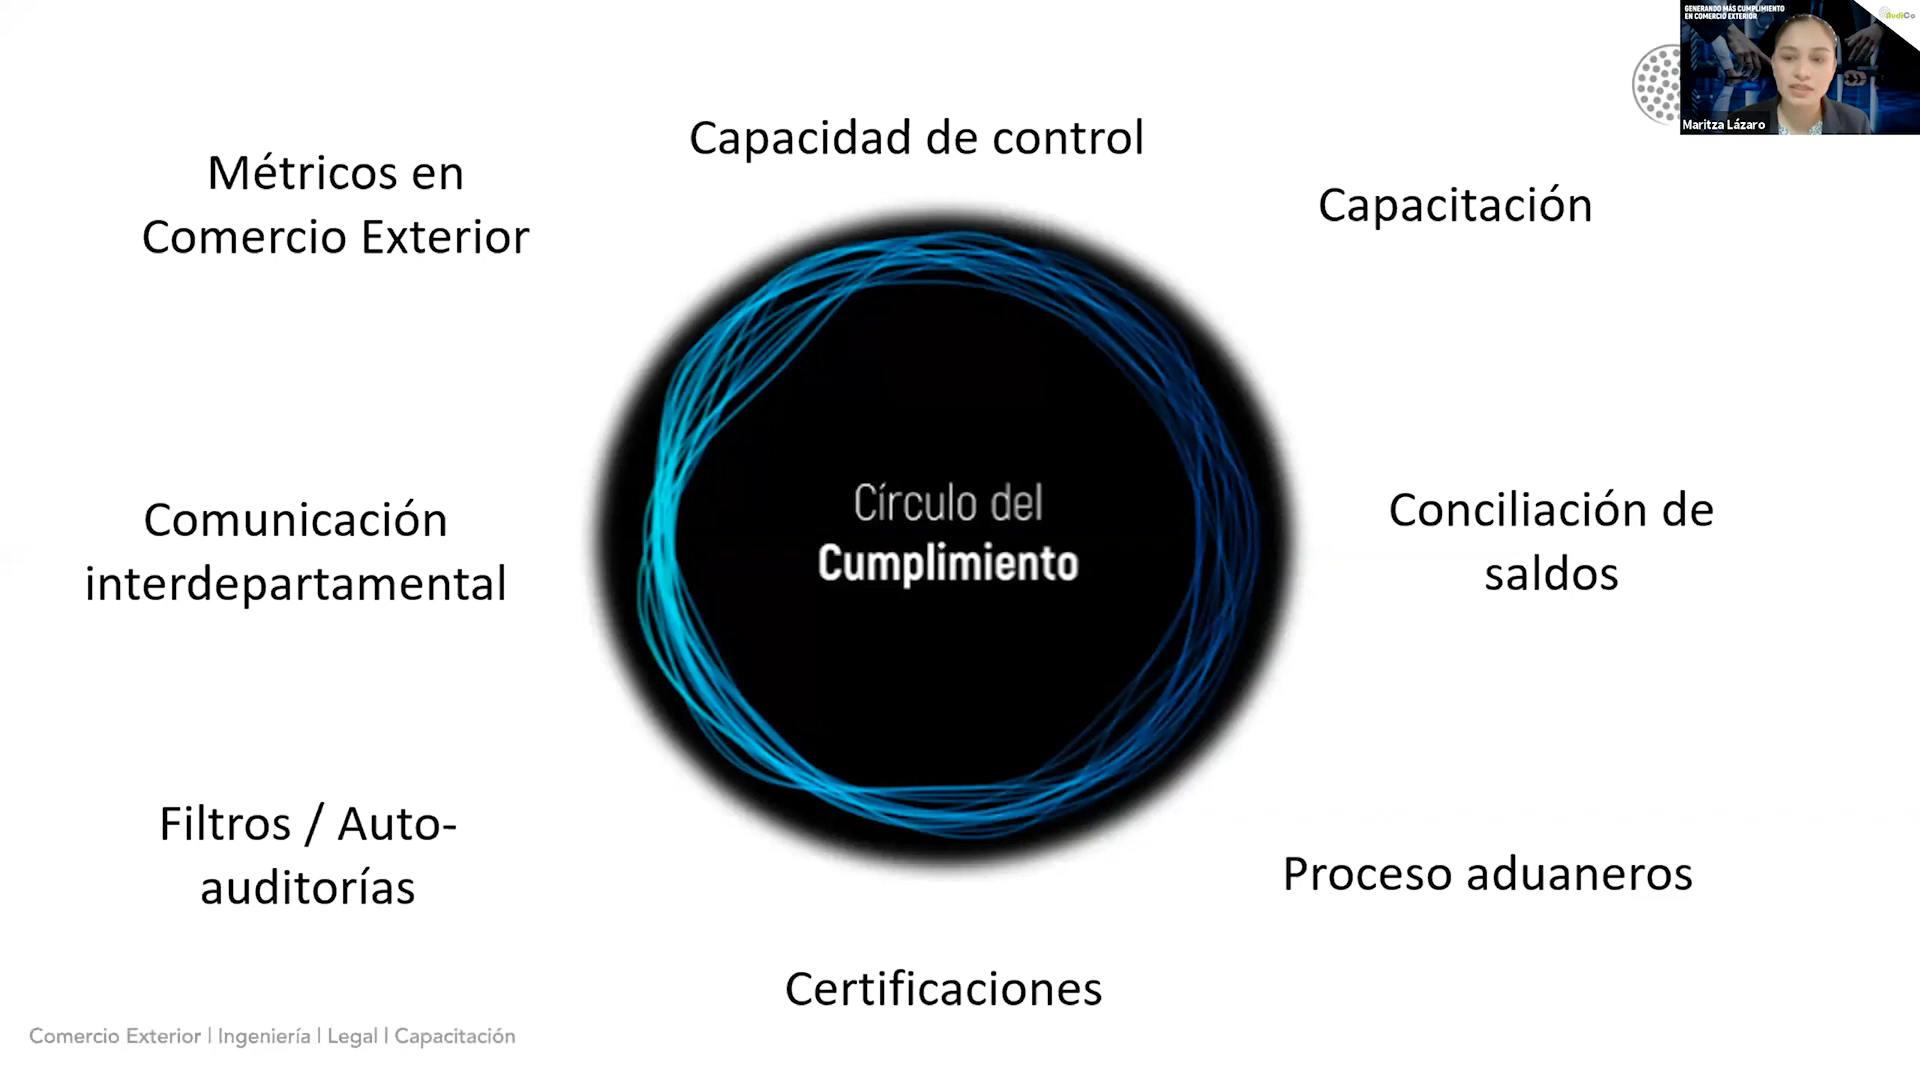 GENERANDO MÁS CUMPLIMIENTO
EN COMERCIO EXTERIOR
AudiCo
Maritza Lázaro
Capacidad de control
Métricos en
Comercio Exterior
Capacitación
Comunicación
interdepartamental
Círculo del
Cumplimiento
Conciliación de
saldos
Filtros / Auto-
auditorías
Proceso aduaneros
Certificaciones
Comercio Exterior | Ingeniería | Legal | Capacitación